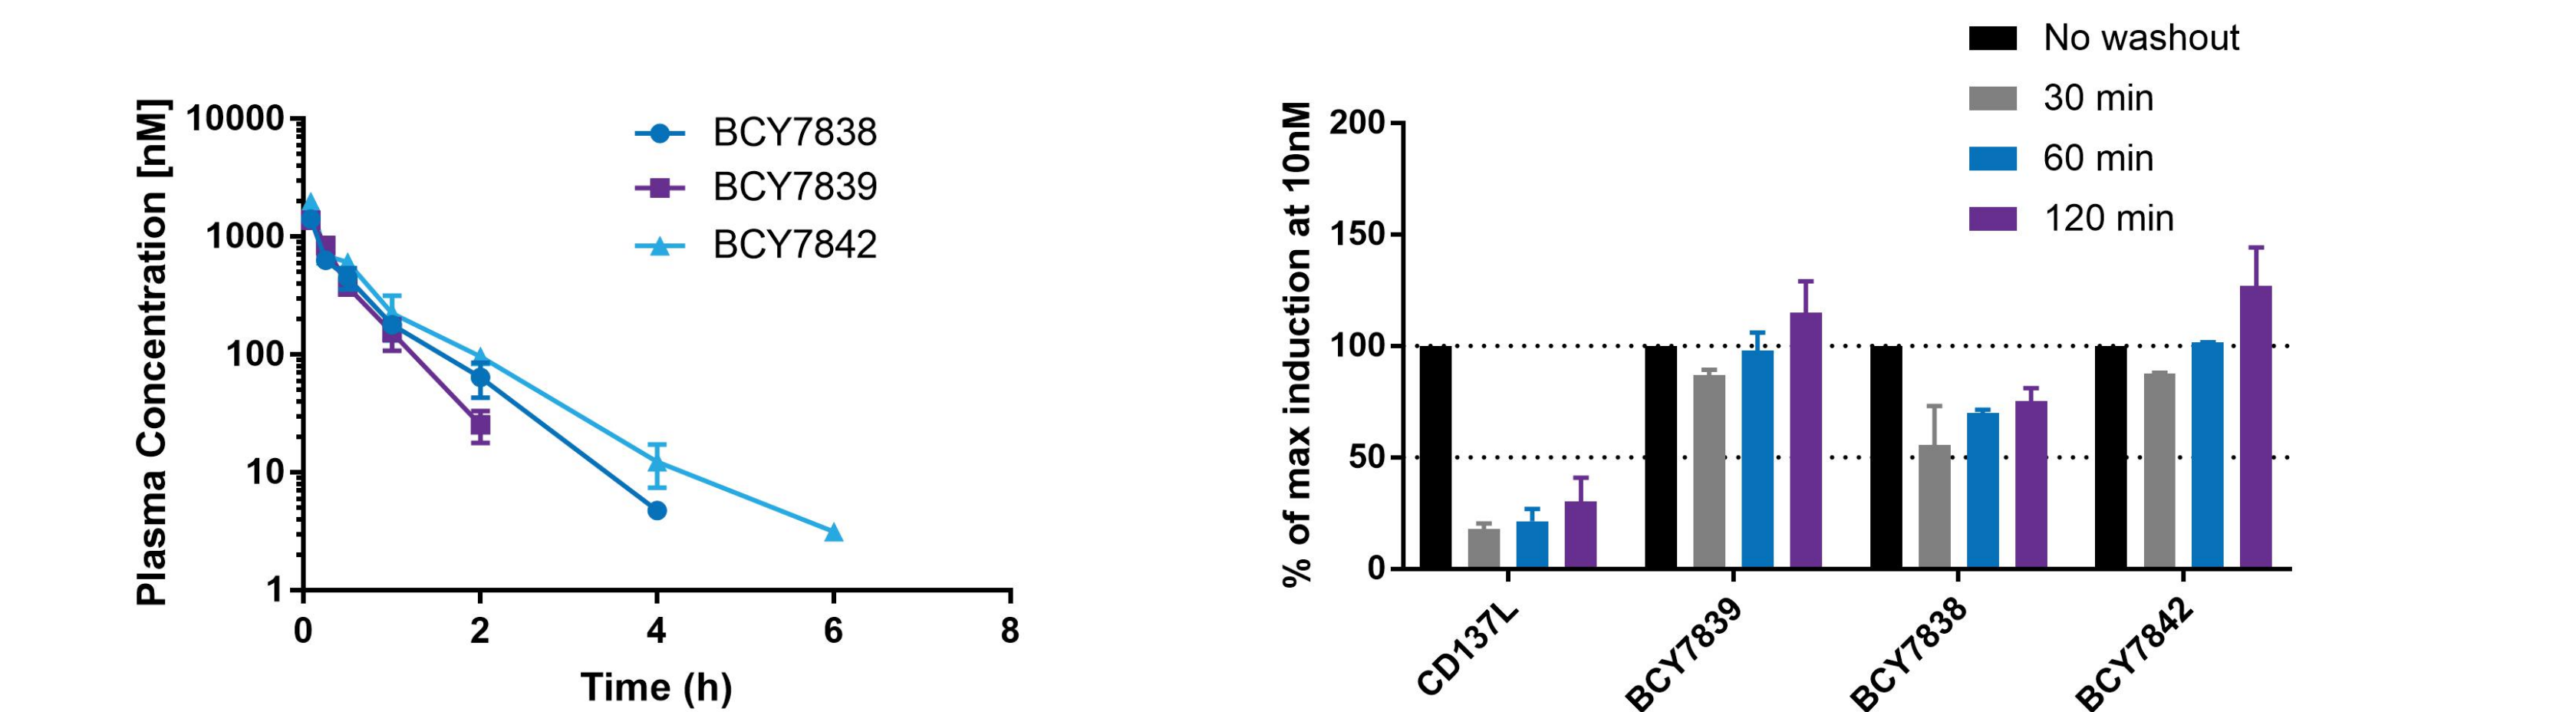 Plasma Concentration [nM]
10000
1000
100
10
1
0 2 4 6 8
Time (h)
BCY7838
BCY7839
BCY7842
% of max induction at 10nM
200
150
100
50
0
CD137L
BCY7839
BCY7838
BCY7842
No washout
30 min
60 min
120 min